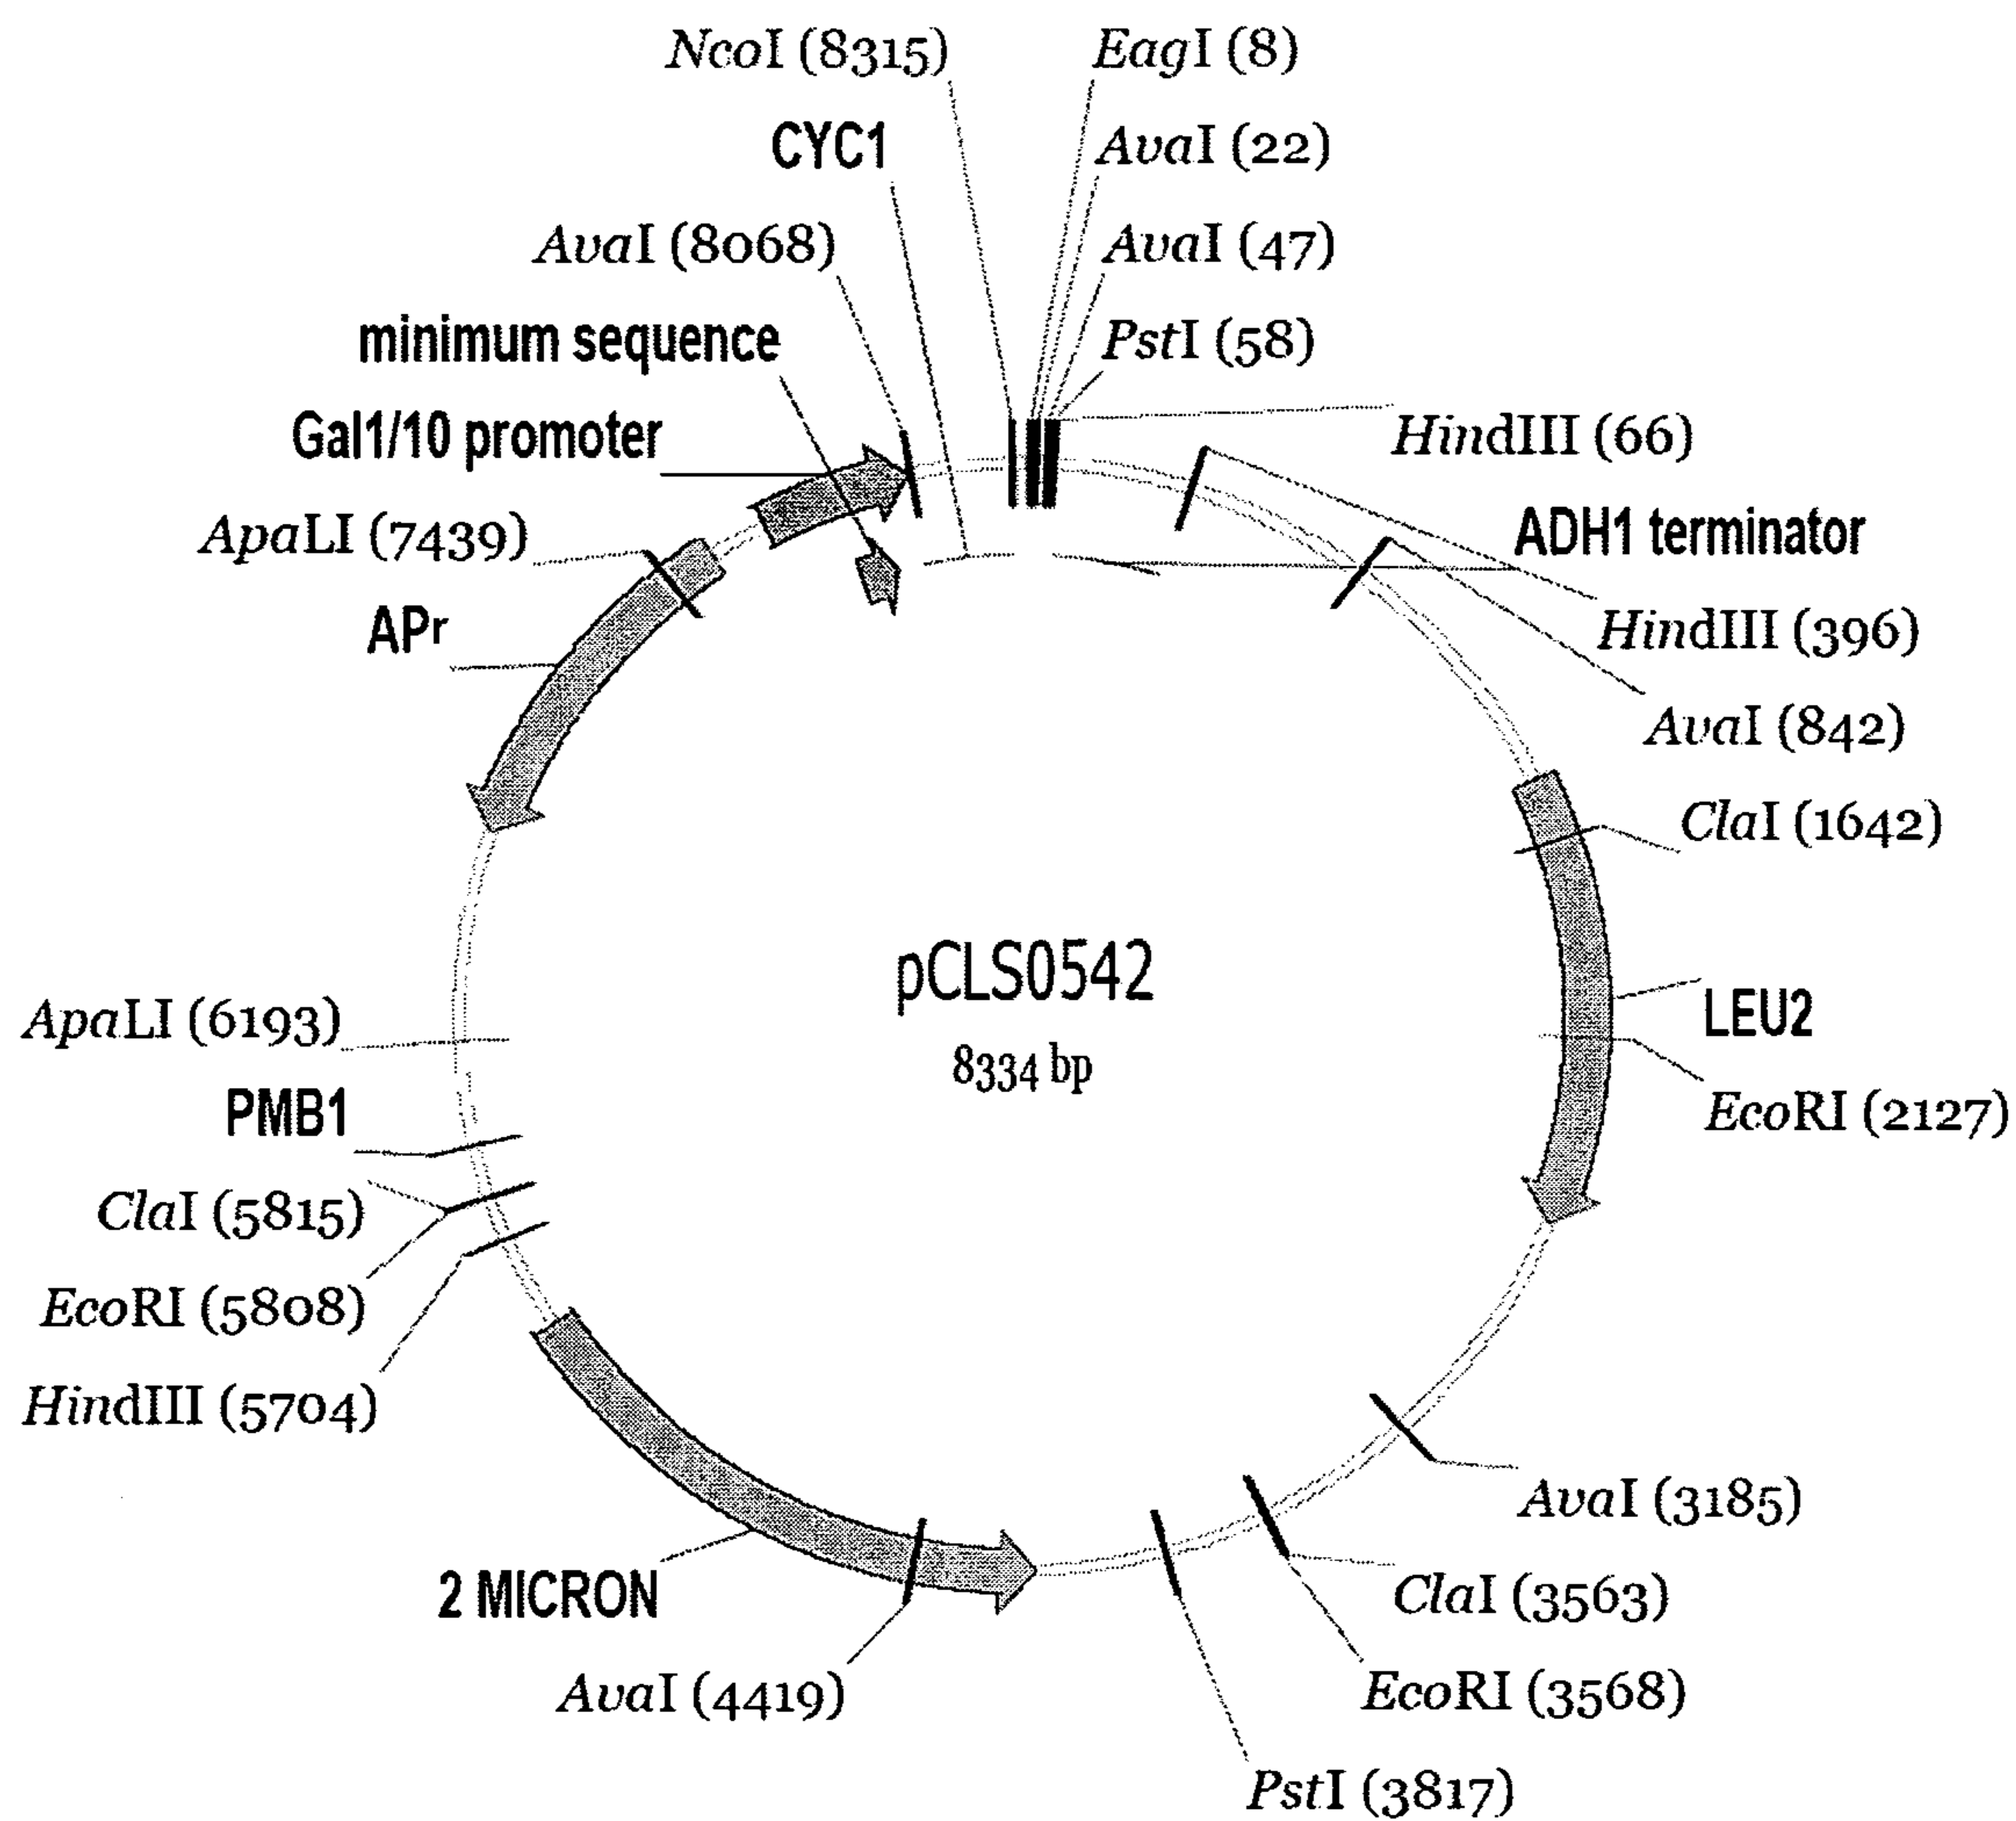 NcoI (8315)
EagI (8)
CYC1
AvaI (22)
AvaI (8068)
AvaI (47)
minimum sequence
PstI (58)
Gal1/10 promoter
HindIII (66)
ApaLI (7439)
ADH1 terminator
APr
HindIII (396)
AvaI (842)
ClaI (1642)
pCLS0542
8334 bp
LEU2
ApaLI (6193)
EcoRI (2127)
PMB1
ClaI (5815)
EcoRI (5808)
HindIII (5704)
AvaI (3185)
2 MICRON
ClaI (3563)
AvaI (4419)
EcoRI (3568)
PstI (3817)